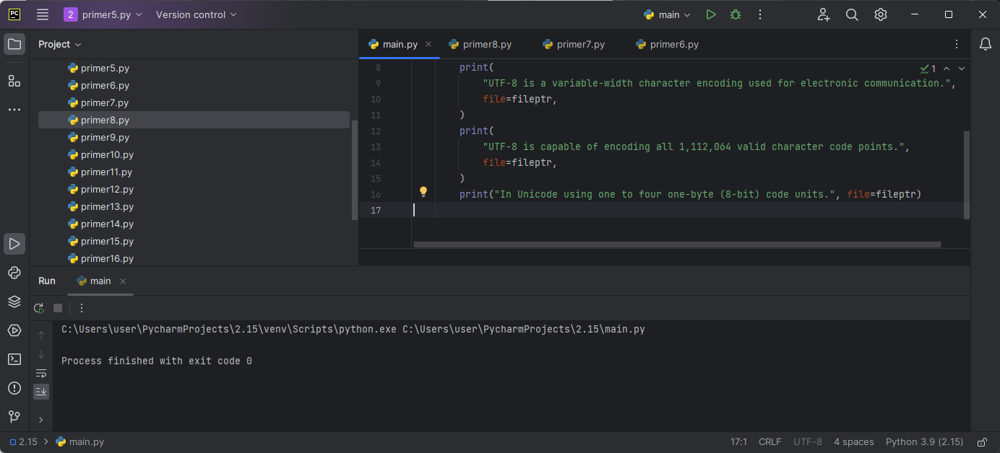 PC 2 primer5.py Version control main
Project
main.py primer8.py primer7.py primer6.py
primer5.py
primer6.py
primer7.py
primer8.py
primer9.py
primer10.py
primer11.py
primer12.py
primer13.py
primer14.py
primer15.py
primer16.py
8 print(
9 "UTF-8 is a variable-width character encoding used for electronic communication.",
10 file=fileptr,
11 )
12 print(
13 "UTF-8 is capable of encoding all 1,112,064 valid character code points.",
14 file=fileptr,
15 )
16 print("In Unicode using one to four one-byte (8-bit) code units.", file=fileptr)
17
1
Run main
C:\Users\user\PycharmProjects\2.15\venv\Scripts\python.exe C:\Users\user\PycharmProjects\2.15\main.py
Process finished with exit code 0
2.15 main.py 17:1 CRLF UTF-8 4 spaces Python 3.9 (2.15)